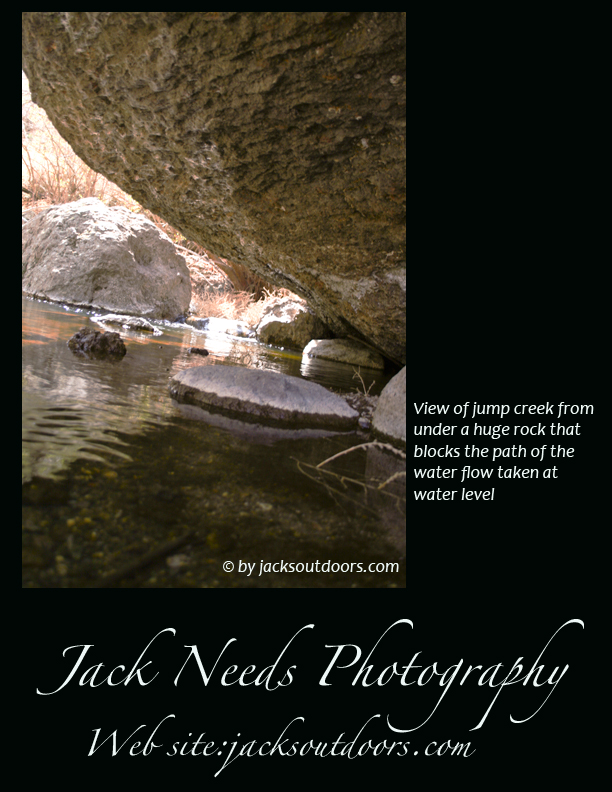 View of jump creek from
under a huge rock that
blocks the path of the
water flow taken at
water level
© by jacksoutdoors.com
Jack Needs Photography
Web site:jacksoutdoors.com